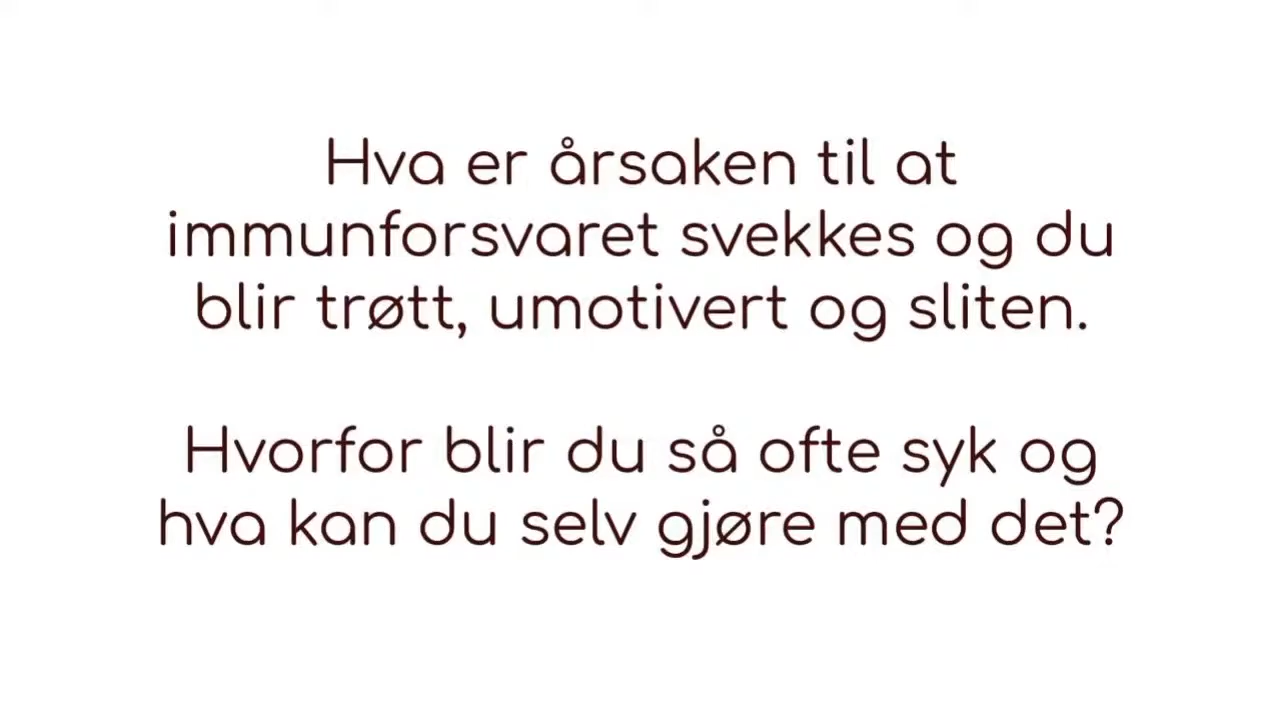 Hva er årsaken til at
immunforsvaret svekkes og du
blir trøtt, umotivert og sliten.
Hvorfor blir du så ofte syk og
hva kan du selv gjøre med det?